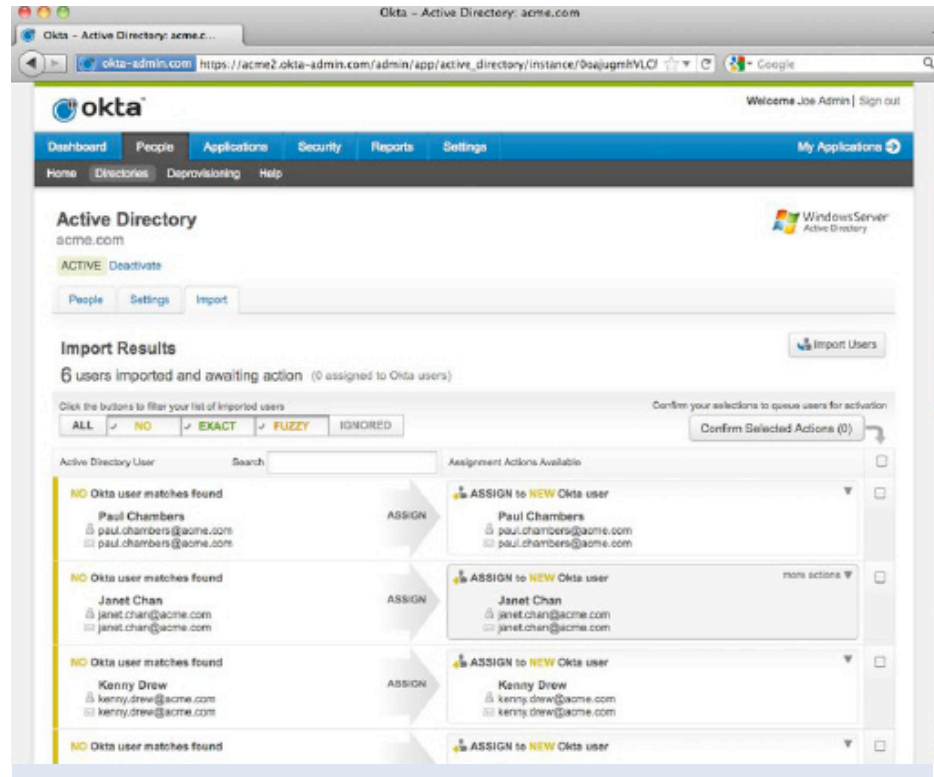 Okta – Active Directory: acme.com
Okta – Active Directory: acme.c...
okta-admin.com https://acme2.okta-admin.com/admin/app/active_directory/instance/0oajugmhVLCf Google
okta
Welcome Joe Admin | Sign out
Dashboard People Applications Security Reports Settings My Applications
Home Directories Deprovisioning Help
Active Directory
acme.com
WindowsServer
Active Directory
ACTIVE Deactivate
People Settings Import
Import Results
Import Users
6 users imported and awaiting action (0 assigned to Okta users)
Click the buttons to filter your list of imported users
Confirm your selections to queue users for activation
ALL NO EXACT FUZZY IGNORED
Confirm Selected Actions (0)
Active Directory User Search Assignment Actions Available
NO Okta user matches found
Paul Chambers
paul.chambers@acme.com
paul.chambers@acme.com
ASSIGN
ASSIGN to NEW Okta user
Paul Chambers
paul.chambers@acme.com
paul.chambers@acme.com
NO Okta user matches found
Janet Chan
janet.chan@acme.com
janet.chan@acme.com
ASSIGN
ASSIGN to NEW Okta user
more actions
Janet Chan
janet.chan@acme.com
janet.chan@acme.com
NO Okta user matches found
Kenny Drew
kenny.drew@acme.com
kenny.drew@acme.com
ASSIGN
ASSIGN to NEW Okta user
Kenny Drew
kenny.drew@acme.com
kenny.drew@acme.com
NO Okta user matches found
ASSIGN to NEW Okta user